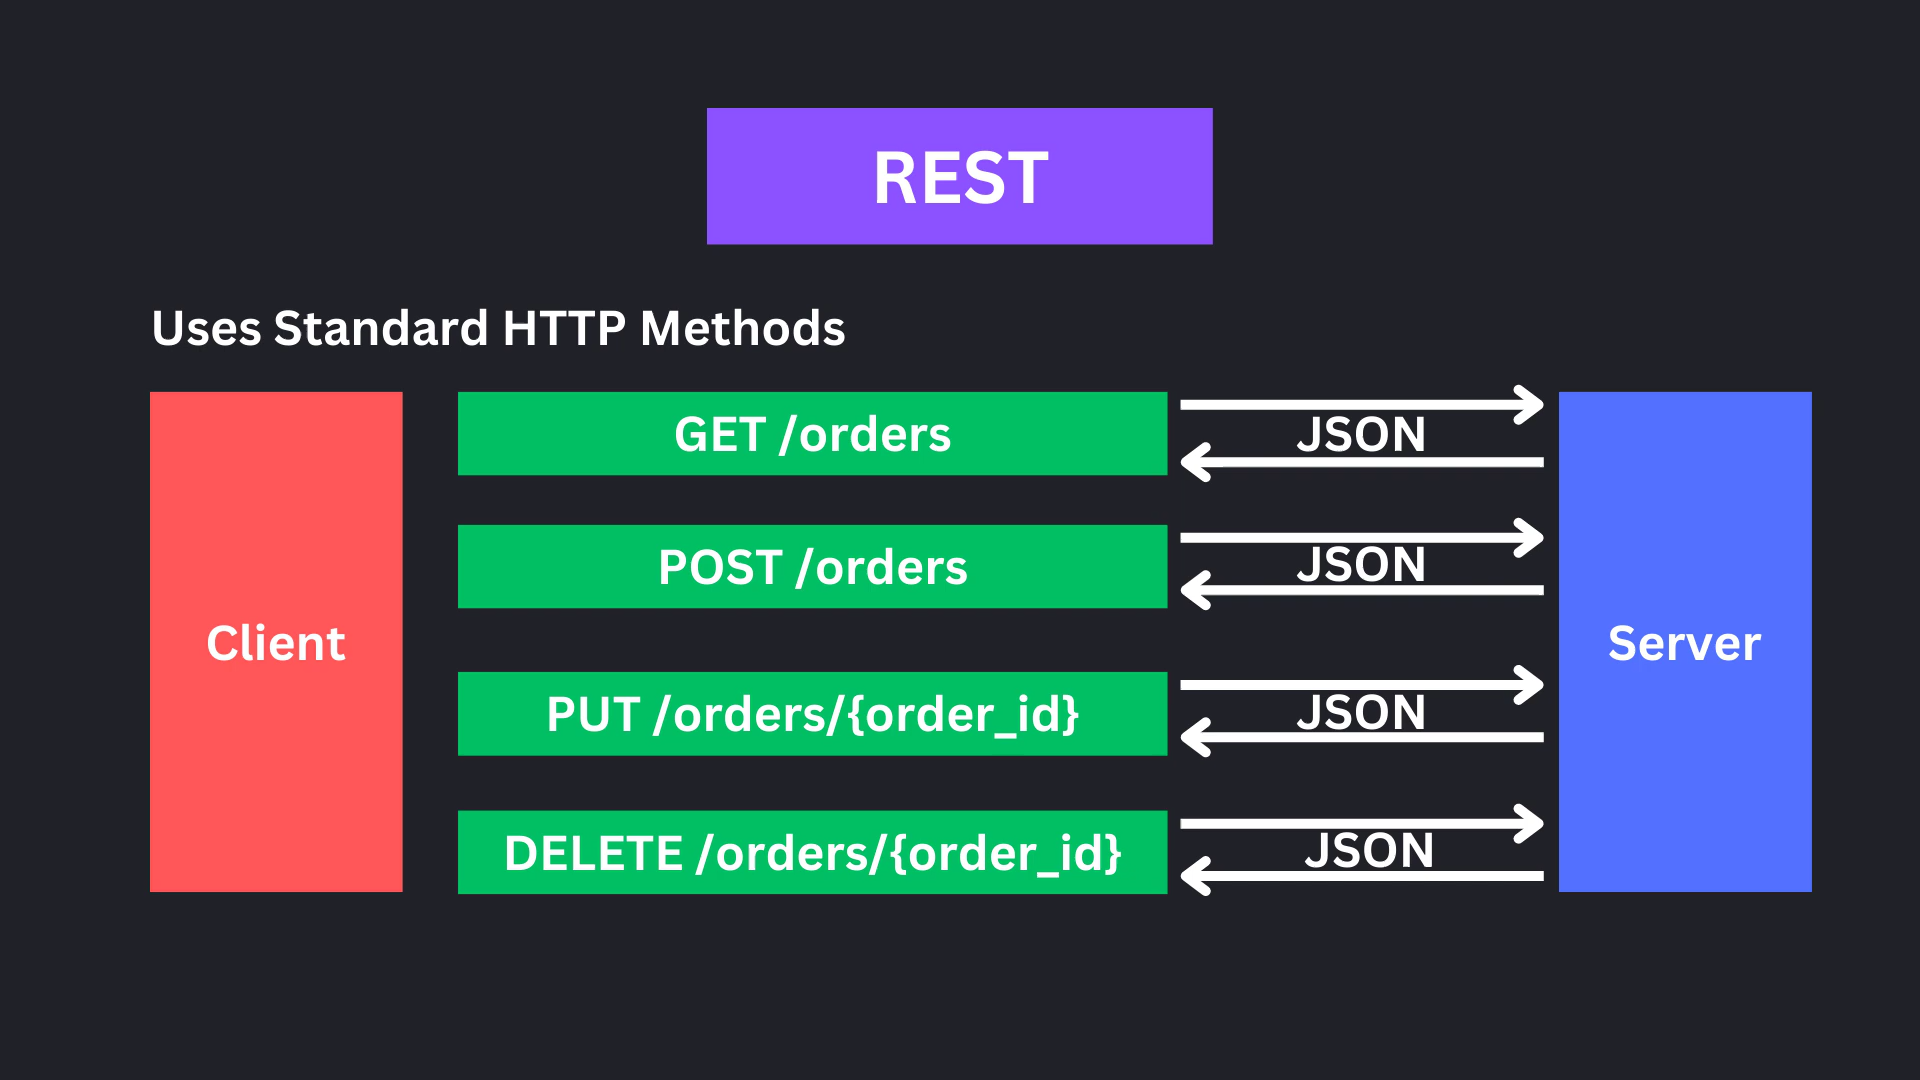 REST
Uses Standard HTTP Methods
Client
GET /orders
JSON
POST /orders
JSON
PUT /orders/{order_id}
JSON
DELETE /orders/{order_id}
JSON
Server